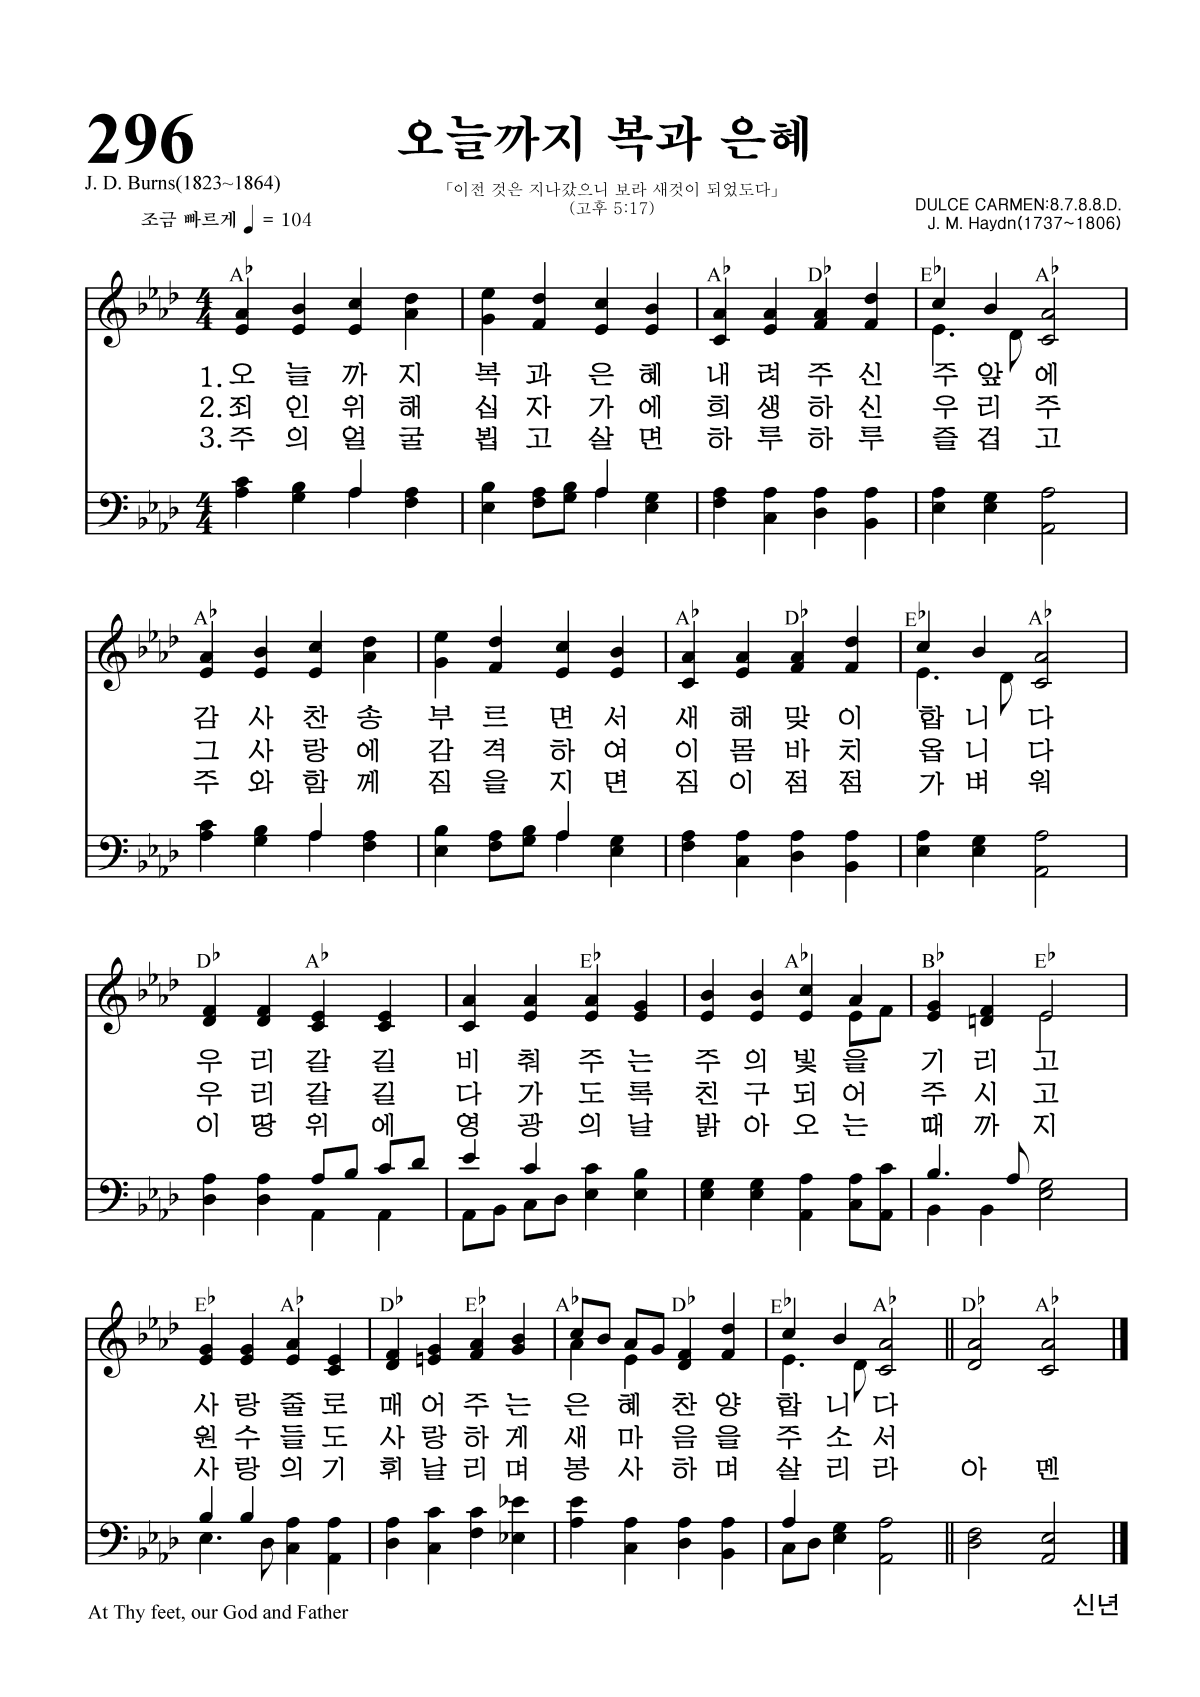 296
오늘까지 복과 은혜
J. D. Burns(1823~1864)
「이전 것은 지나갔으니 보라 새것이 되었도다」
(고후 5:17)
조금 빠르게 ♩ = 104
DULCE CARMEN:8.7.8.8.D.
J. M. Haydn(1737~1806)
A♭ A♭ D♭ E♭ A♭
4/4
1. 오 늘 까 지 복 과 은 혜 내 려 주 신 주 앞 에
2. 죄 인 위 해 십 자 가 에 희 생 하 신 우 리 주
3. 주 의 얼 굴 뵙 고 살 면 하 루 하 루 즐 겁 고
4/4
A♭ A♭ D♭ E♭ A♭
감 사 찬 송 부 르 면 서 새 해 맞 이 합 니 다
그 사 랑 에 감 격 하 여 이 몸 바 치 옵 니 다
주 와 함 께 짐 을 지 면 짐 이 점 점 가 벼 워
D♭ A♭ E♭ A♭ B♭ E♭
우 리 갈 길 비 춰 주 는 주 의 빛 을 기 리 고
우 리 갈 길 다 가 도 록 친 구 되 어 주 시 고
이 땅 위 에 영 광 의 날 밝 아 오 는 때 까 지
E♭ A♭ D♭ E♭ A♭ D♭ E♭ A♭ D♭ A♭
사 랑 줄 로 매 어 주 는 은 혜 찬 양 합 니 다
원 수 들 도 사 랑 하 게 새 마 음 을 주 소 서
사 랑 의 기 휘 날 리 며 봉 사 하 며 살 리 라 아 멘
At Thy feet, our God and Father
신년